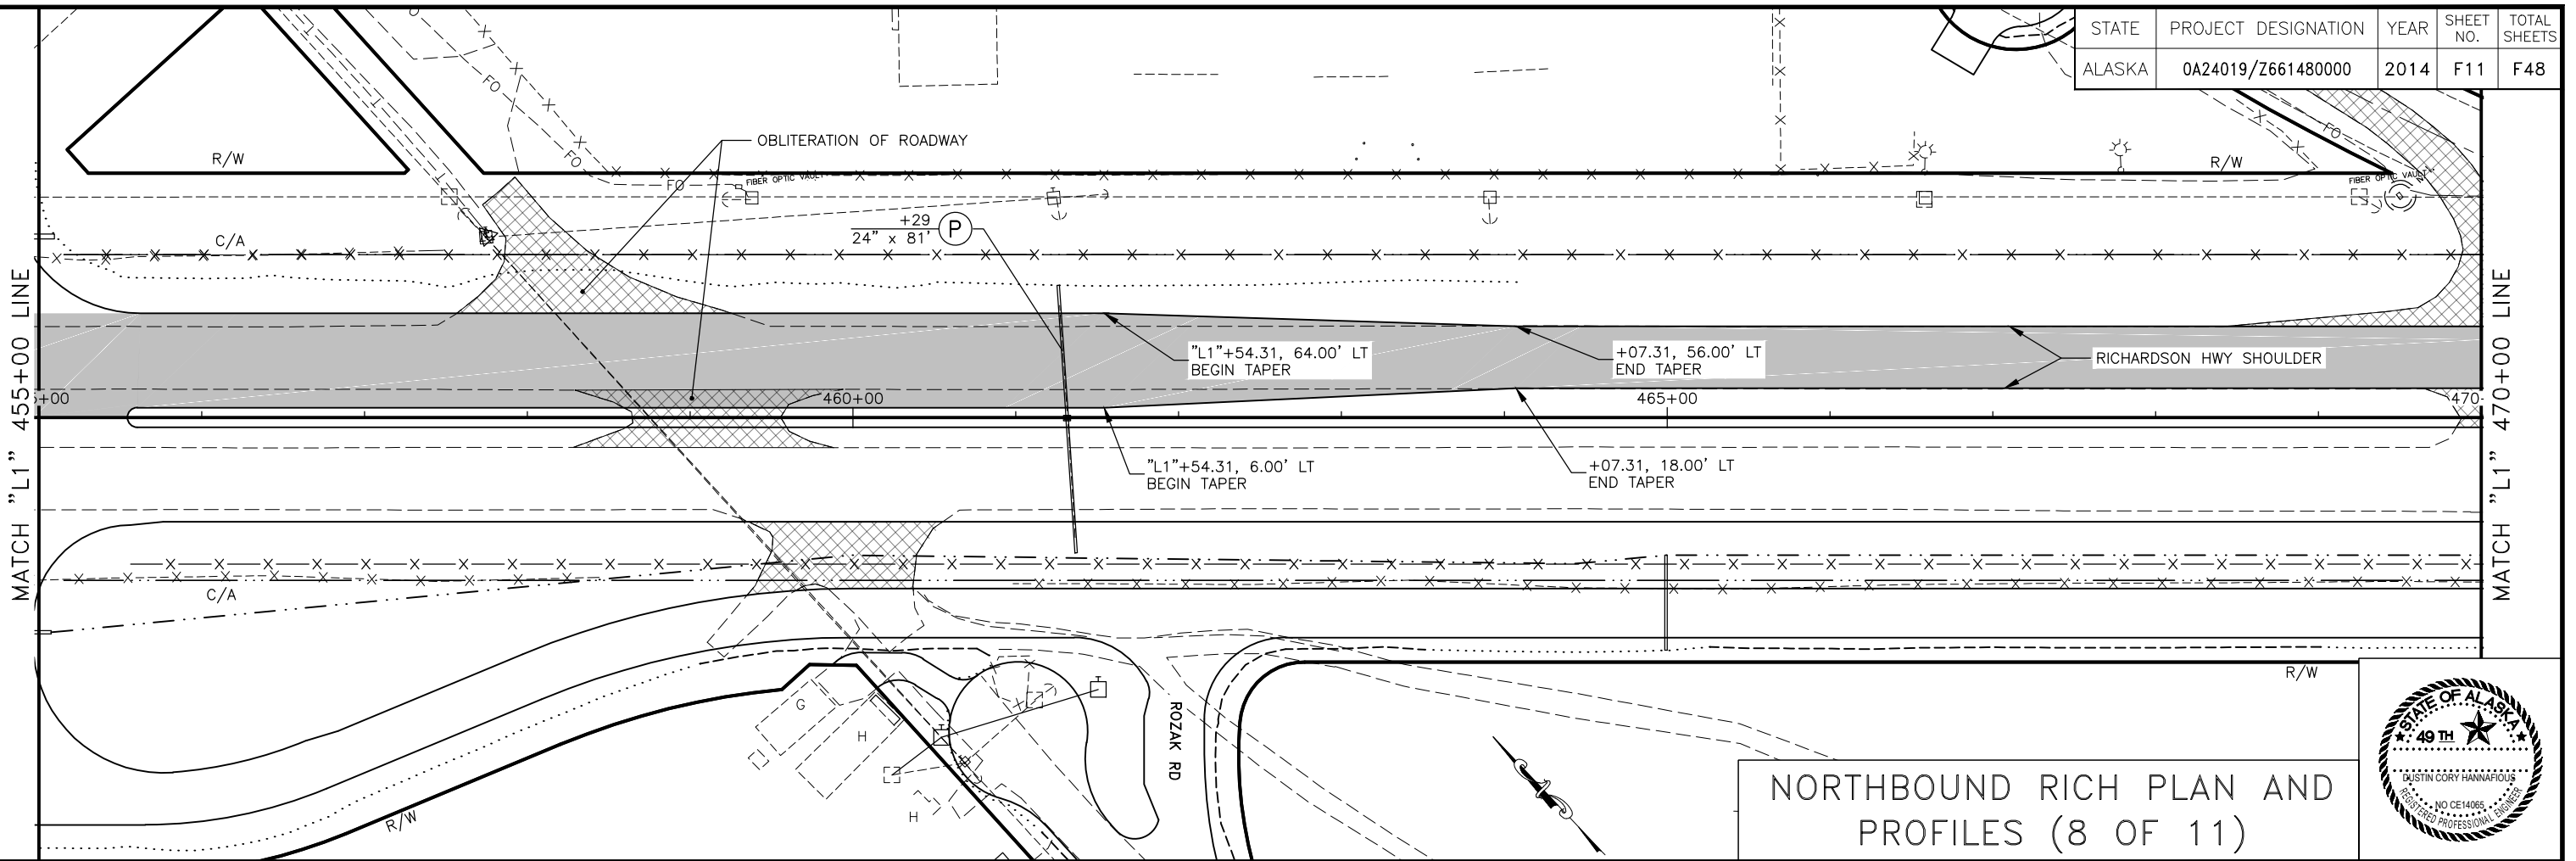 STATE PROJECT DESIGNATION YEAR SHEET NO. TOTAL SHEETS
ALASKA 0A24019/Z661480000 2014 F11 F48
FO
FO
FO
FO
FO
OBLITERATION OF ROADWAY
R/W
R/W
FIBER OPTIC VAULT
FIBER OPTIC VAULT
+29
24" x 81'
P
C/A
MATCH "L1" 455+00 LINE
MATCH "L1" 470+00 LINE
"L1"+54.31, 64.00' LT
BEGIN TAPER
+07.31, 56.00' LT
END TAPER
RICHARDSON HWY SHOULDER
5+00
460+00
465+00
470-
"L1"+54.31, 6.00' LT
BEGIN TAPER
+07.31, 18.00' LT
END TAPER
C/A
R/W
R/W
G
H
H
ROZAK RD
NORTHBOUND RICH PLAN AND
PROFILES (8 OF 11)
STATE OF ALASKA
49 TH
DUSTIN CORY HANNAFIOUS
NO CE14065
REGISTERED PROFESSIONAL ENGINEER